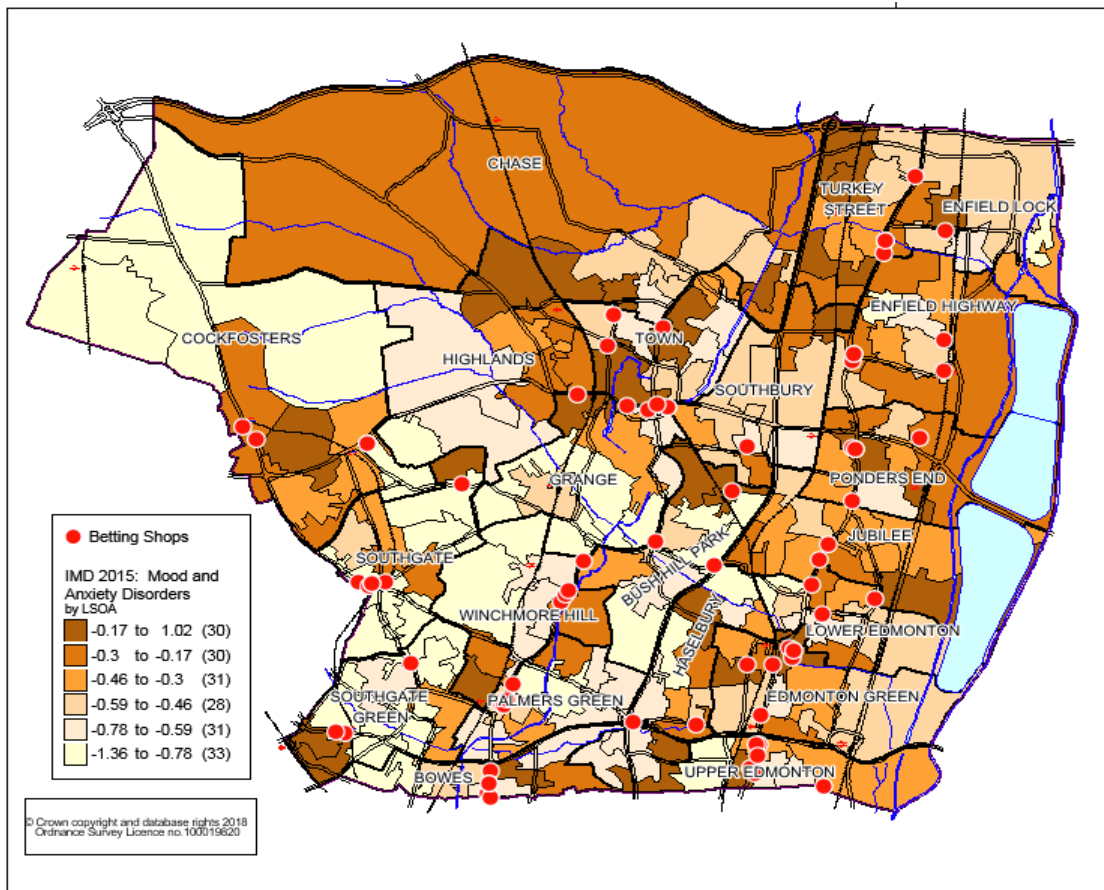 CHASE
TURKEY
STREET
ENFIELD LOCK
ENFIELD HIGHWAY
COCKFOSTERS
HIGHLANDS
TOWN
SOUTHBURY
GRANGE
PONDERS END
JUBILEE
BUSH HILL PARK
SOUTHGATE
WINCHMORE HILL
HASELBURY
LOWER EDMONTON
SOUTHGATE
GREEN
PALMERS GREEN
EDMONTON GREEN
BOWES
UPPER EDMONTON
Betting Shops
IMD 2015: Mood and
Anxiety Disorders
by LSOA
-0.17 to 1.02 (30)
-0.3 to -0.17 (30)
-0.46 to -0.3 (31)
-0.59 to -0.46 (28)
-0.78 to -0.59 (31)
-1.36 to -0.78 (33)
© Crown copyright and database rights 2018
Ordnance Survey Licence no.100019820